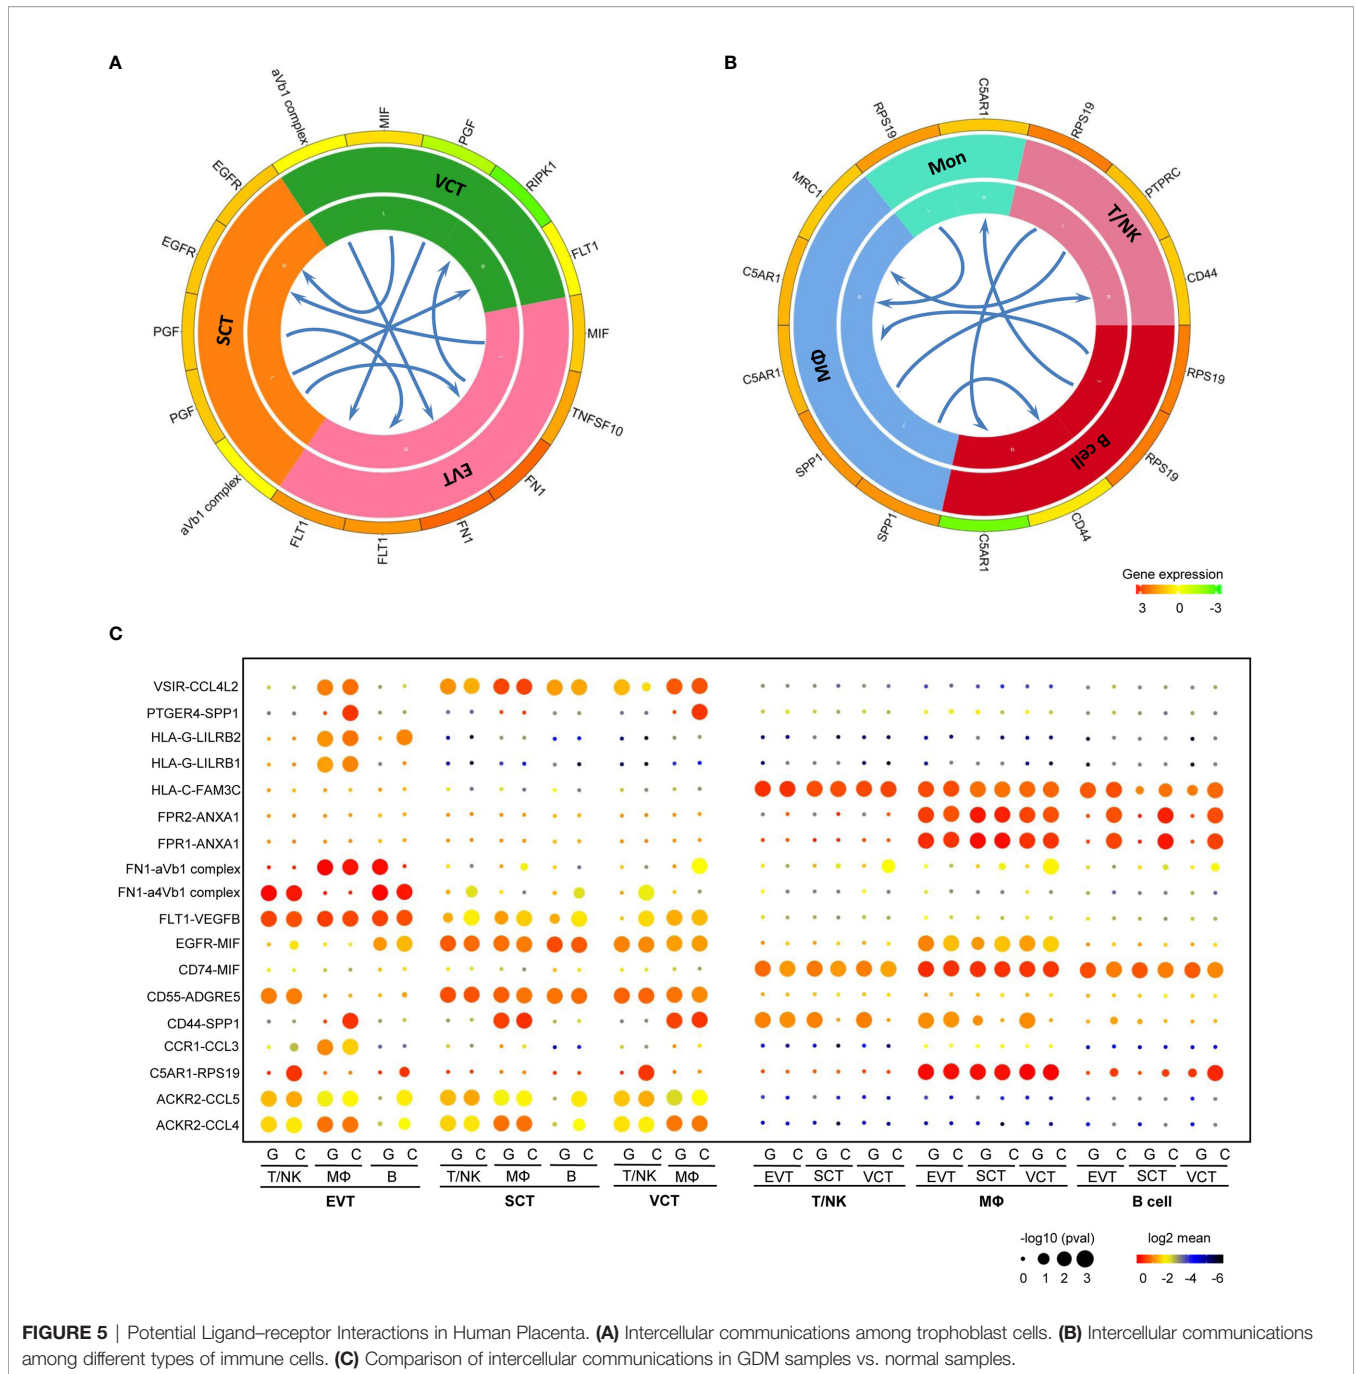 A
aVb1 complex
MIF
PGF
RIPK1
FLT1
MIF
TNFSF10
FN1
FN1
FLT1
FLT1
aVb1 complex
PGF
PGF
EGFR
EGFR
VCT
SCT
EVT
B
C5AR1
RPS19
PTPRC
CD44
RPS19
RPS19
CD44
C5AR1
SPP1
SPP1
C5AR1
C5AR1
MRC1
RPS19
Mon
T/NK
MΦ
B cell
Gene expression
3 0 -3
C
VSIR-CCL4L2
PTGER4-SPP1
HLA-G-LILRB2
HLA-G-LILRB1
HLA-C-FAM3C
FPR2-ANXA1
FPR1-ANXA1
FN1-aVb1 complex
FN1-a4Vb1 complex
FLT1-VEGFB
EGFR-MIF
CD74-MIF
CD55-ADGRE5
CD44-SPP1
CCR1-CCL3
C5AR1-RPS19
ACKR2-CCL5
ACKR2-CCL4
G C G C G C G C G C G C G C G C G C G C G C G C G C G C G C G C G C
T/NK MΦ B T/NK MΦ B T/NK MΦ EVT SCT VCT EVT SCT VCT EVT SCT VCT
EVT SCT VCT T/NK MΦ B cell
-log10 (pval) log2 mean
0 1 2 3 0 -2 -4 -6
FIGURE 5 | Potential Ligand–receptor Interactions in Human Placenta. (A) Intercellular communications among trophoblast cells. (B) Intercellular communications
among different types of immune cells. (C) Comparison of intercellular communications in GDM samples vs. normal samples.